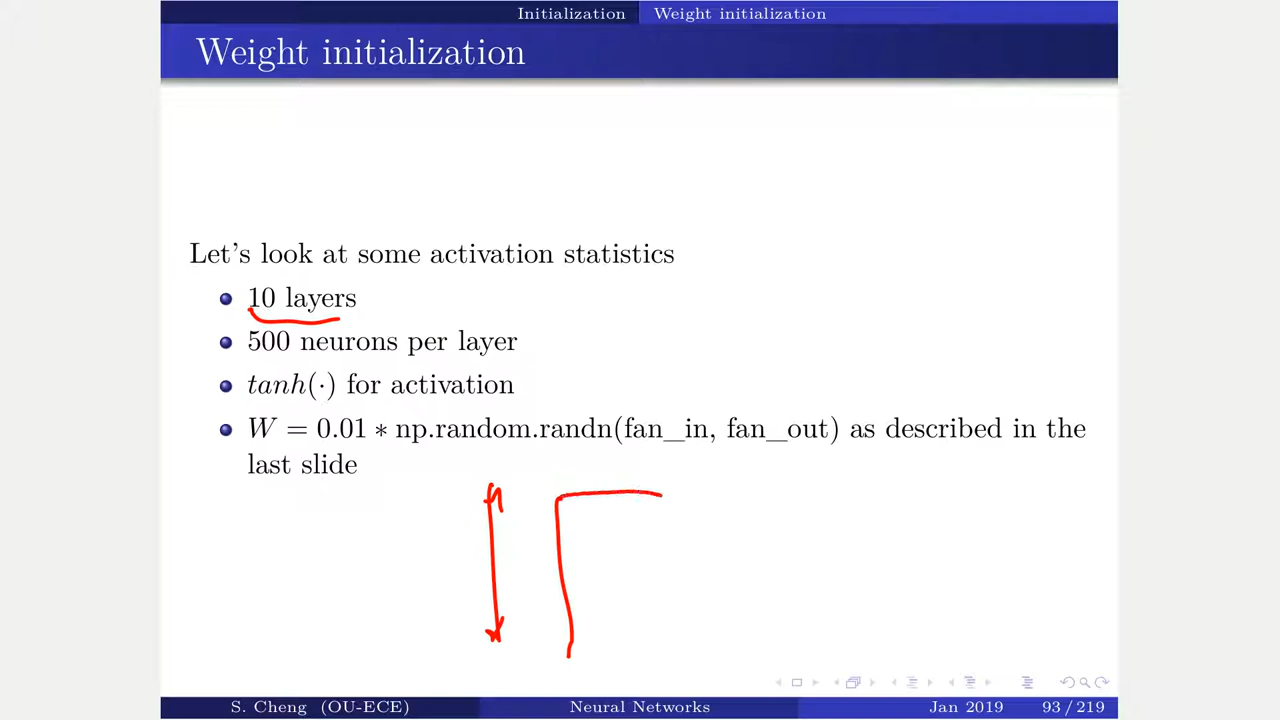 Initialization Weight initialization
Weight initialization
Let's look at some activation statistics
10 layers
500 neurons per layer
tanh(·) for activation
W = 0.01 ∗ np.random.randn(fan_in, fan_out) as described in the
last slide
S. Cheng (OU-ECE) Neural Networks Jan 2019 93 / 219